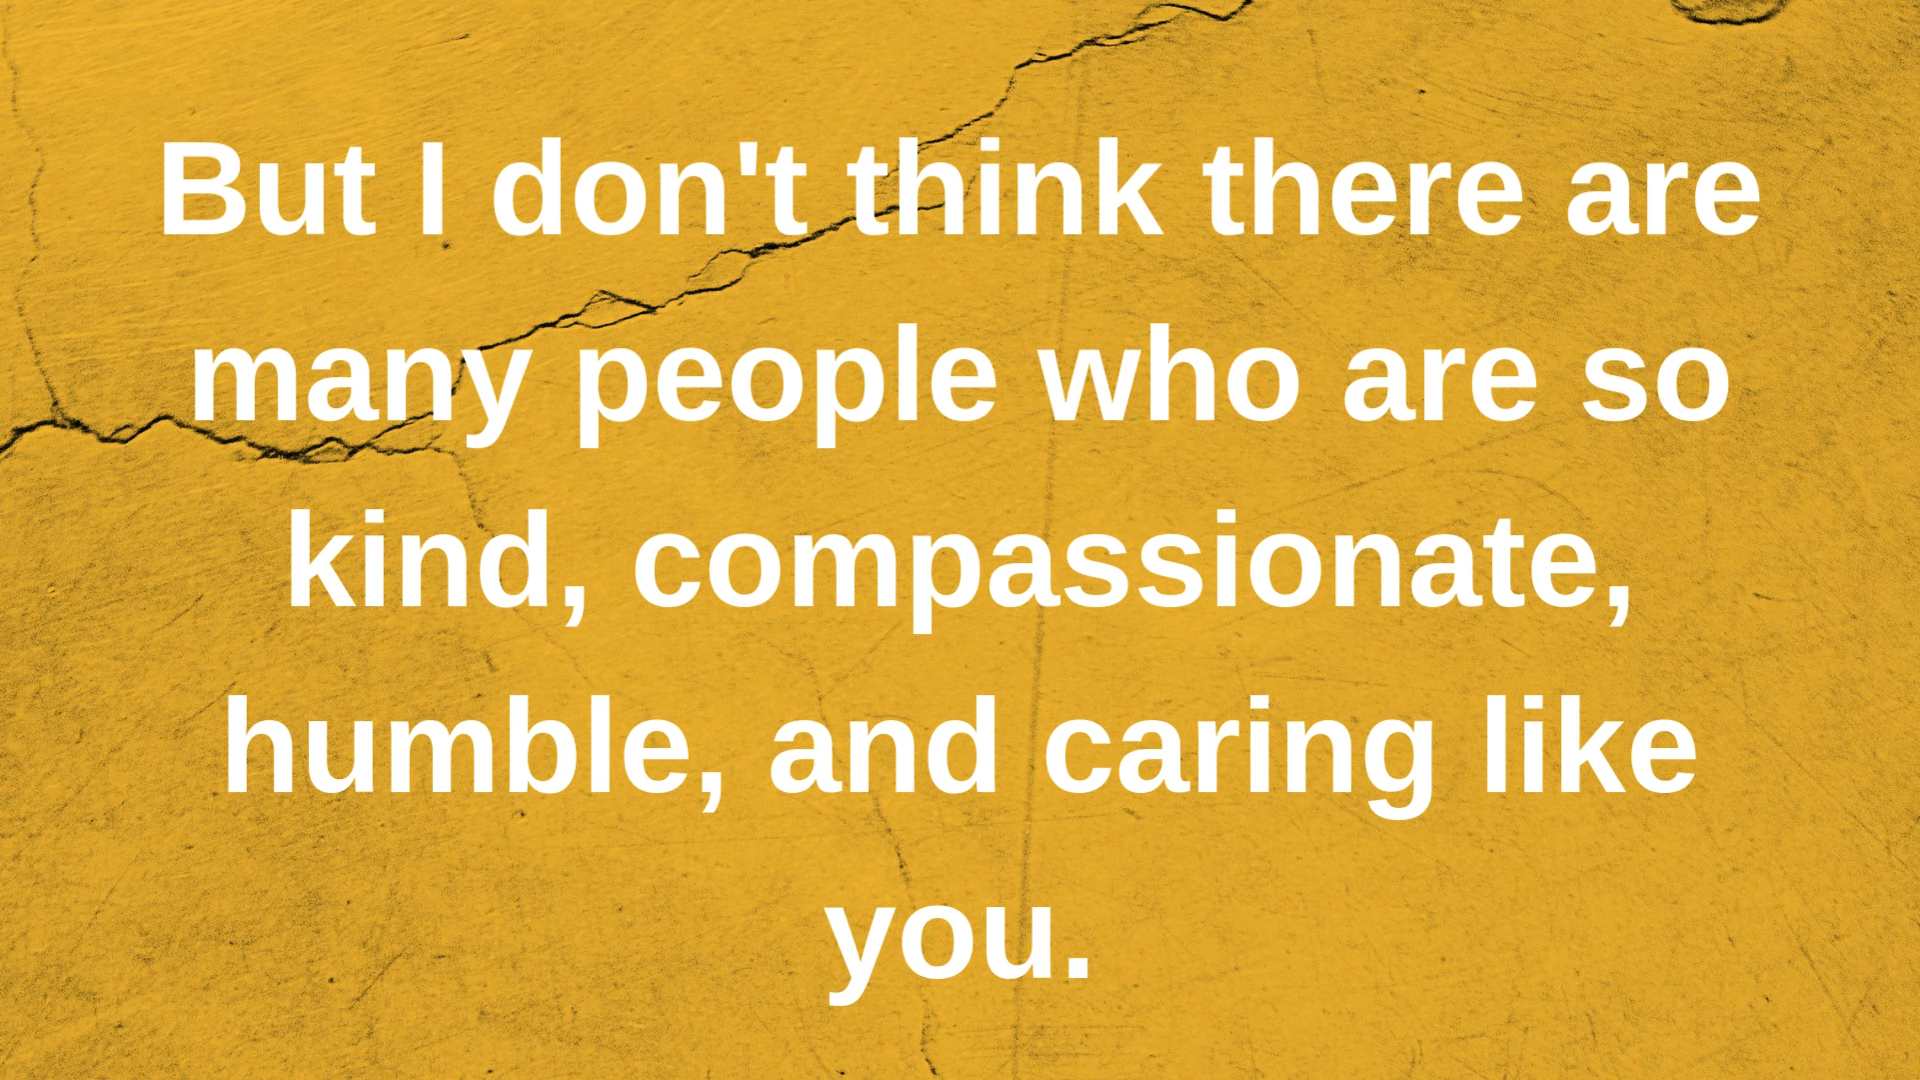 But I don't think there are
many people who are so
kind, compassionate,
humble, and caring like
you.